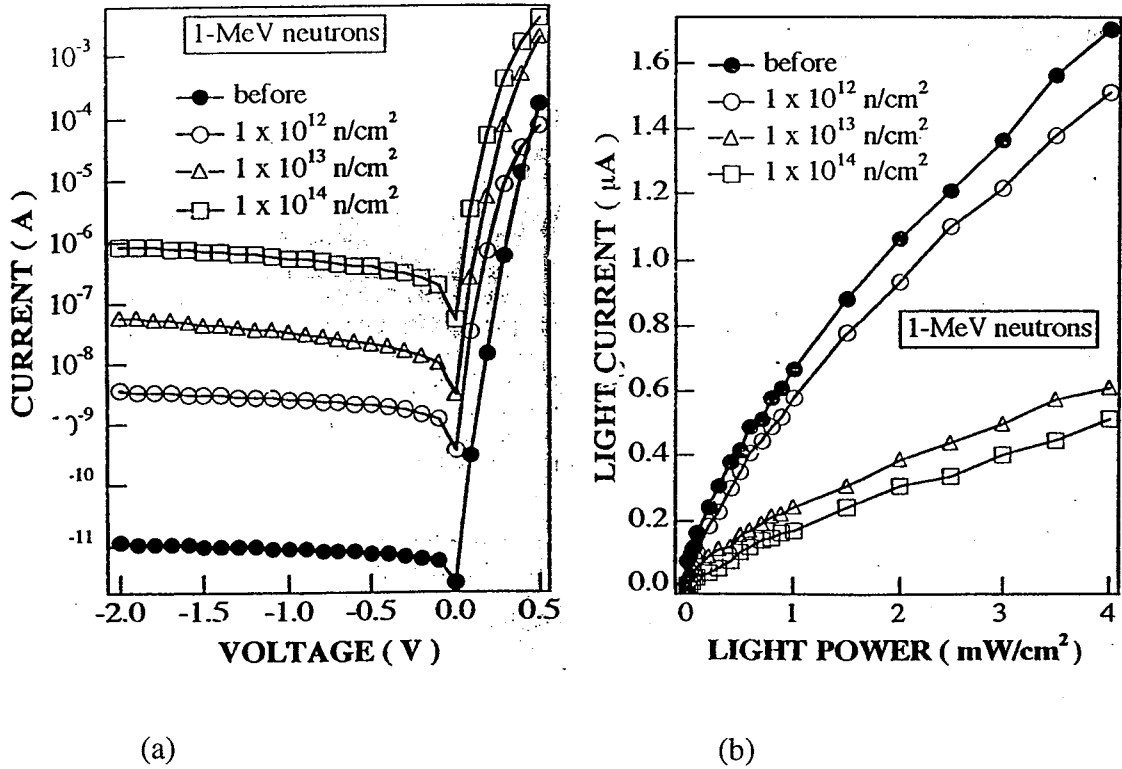 1-MeV neutrons
before
1 x 10^12 n/cm^2
1 x 10^13 n/cm^2
1 x 10^14 n/cm^2
CURRENT ( A )
10^-3
10^-4
10^-5
10^-6
10^-7
10^-8
10^-9
-10
-11
-2.0
-1.5
-1.0
-0.5
0.0
0.5
VOLTAGE ( V )
(a)
before
1 x 10^12 n/cm^2
1 x 10^13 n/cm^2
1 x 10^14 n/cm^2
1-MeV neutrons
LIGHT CURRENT ( µA )
1.6
1.4
1.2
1.0
0.8
0.6
0.4
0.2
0.0
0
1
2
3
4
LIGHT POWER ( mW/cm^2 )
(b)